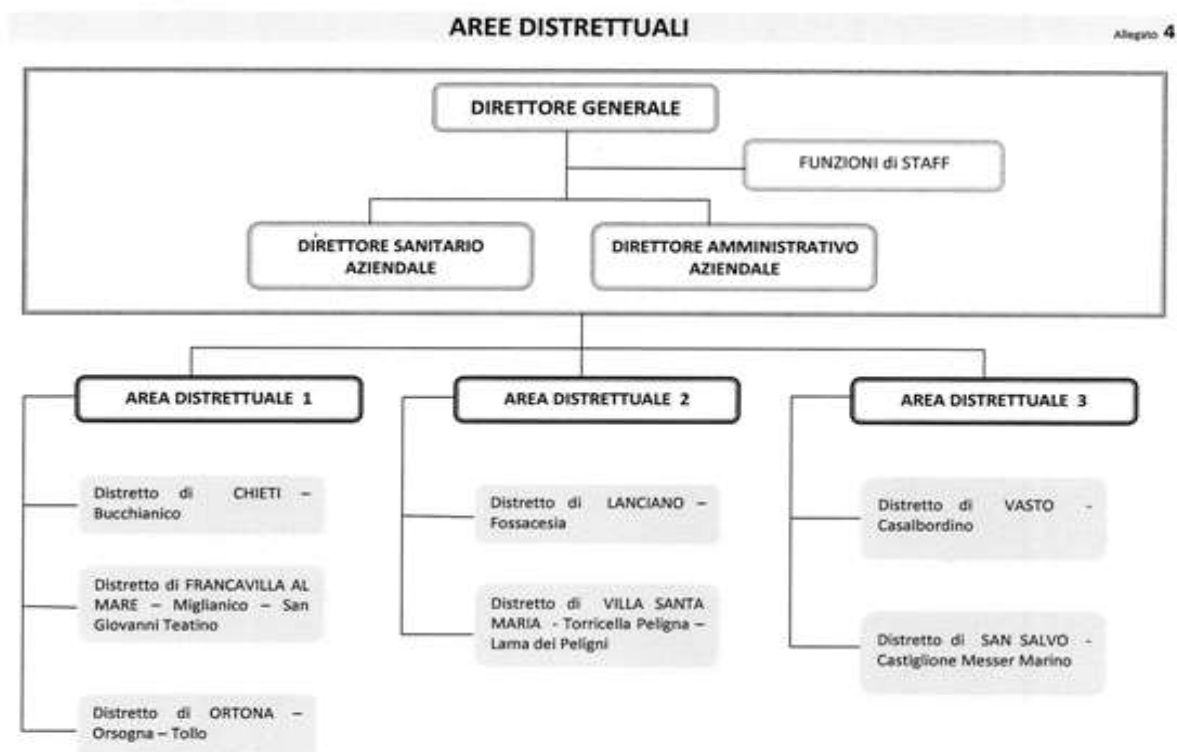 AREE DISTRETTUALI
Allegato 4
DIRETTORE GENERALE
FUNZIONI di STAFF
DIRETTORE SANITARIO
AZIENDALE
DIRETTORE AMMINISTRATIVO
AZIENDALE
AREA DISTRETTUALE 1
AREA DISTRETTUALE 2
AREA DISTRETTUALE 3
Distretto di CHIETI –
Bucchianico
Distretto di FRANCAVILLA AL
MARE – Miglianico – San
Giovanni Teatino
Distretto di ORTONA –
Orsogna – Tollo
Distretto di LANCIANO –
Fossacesia
Distretto di VILLA SANTA
MARIA - Torricella Peligna –
Lama dei Peligni
Distretto di VASTO -
Casalbordino
Distretto di SAN SALVO -
Castiglione Messer Marino